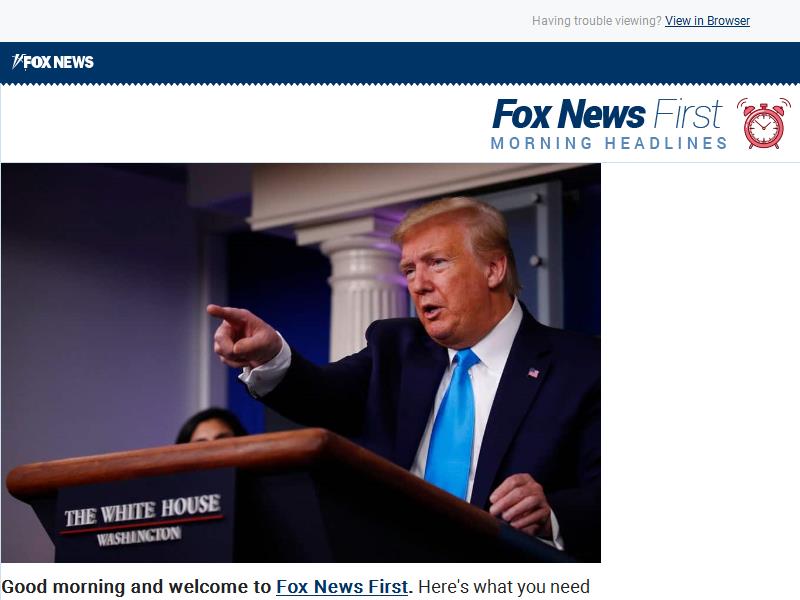 Having trouble viewing? View in Browser
FOX NEWS
Fox News First
MORNING HEADLINES
THE WHITE HOUSE
WASHINGTON
Good morning and welcome to Fox News First. Here's what you need